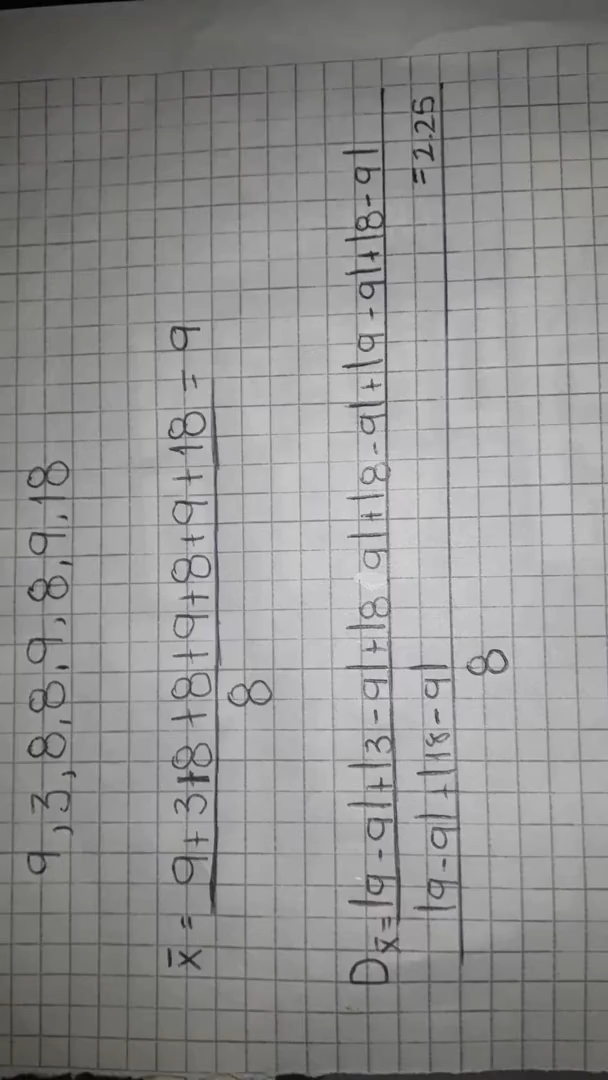 9,3,8,8,9,8,9,18
x̄ = 9+3+8+8+9+8+9+18 = 9
8
Dx̄=|9-9|+|3-9|+|8 9|+|8-9|+|9-9|+|8-9|
|9-9|+|18-9| =2.25
8